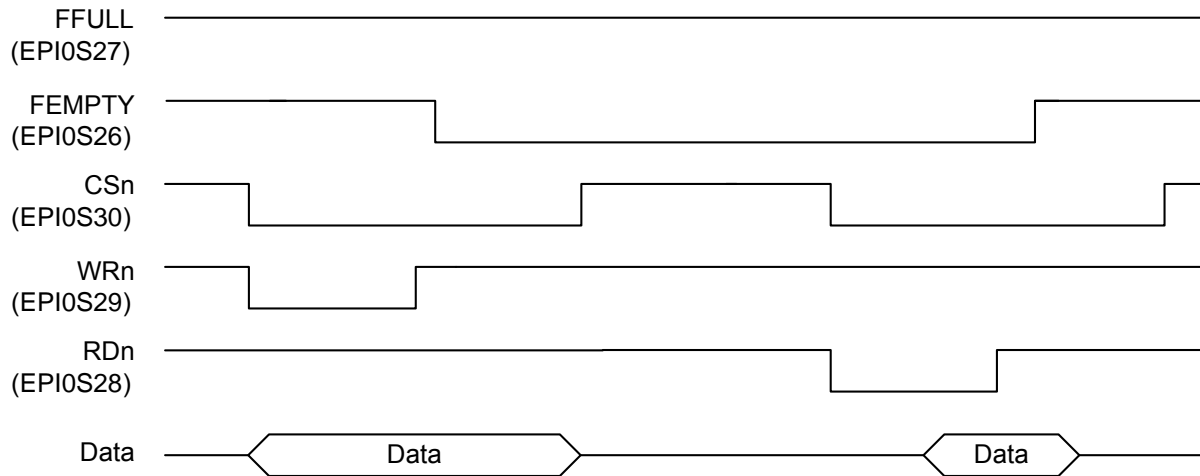 FFULL
(EPI0S27)
FEMPTY
(EPI0S26)
CSn
(EPI0S30)
WRn
(EPI0S29)
RDn
(EPI0S28)
Data Data Data